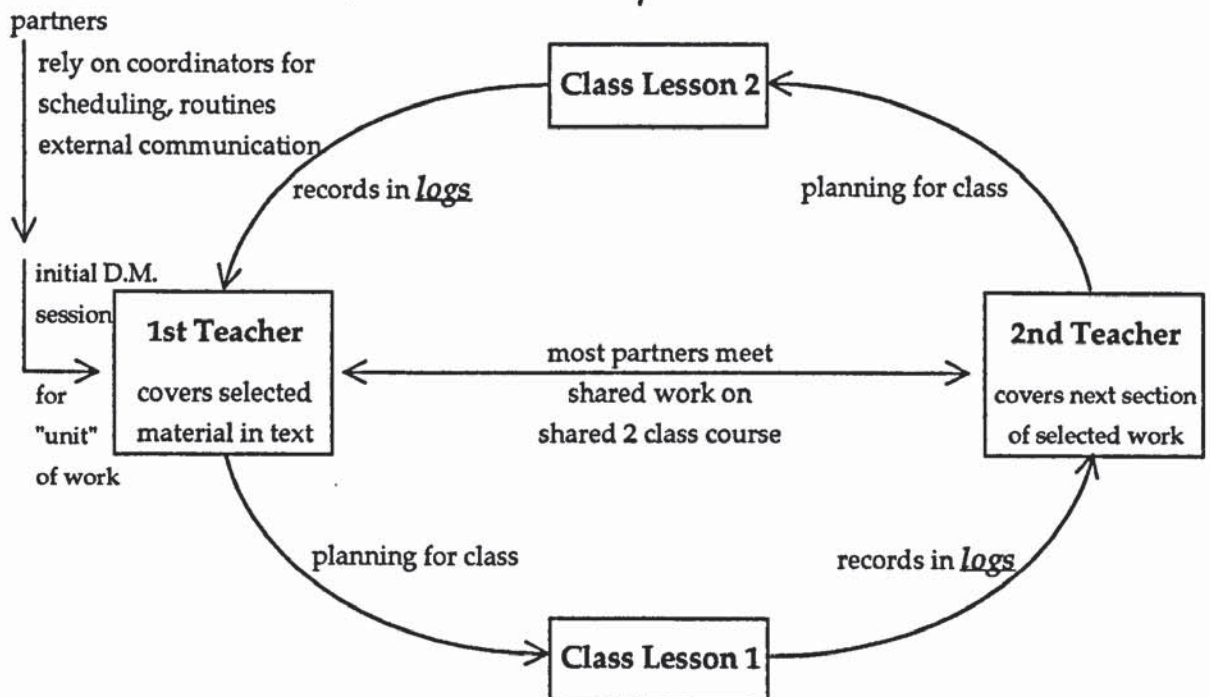 partners
rely on coordinators for
scheduling, routines
external communication
Class Lesson 2
records in logs
planning for class
initial D.M.
session
for
"unit"
of work
1st Teacher
covers selected
material in text
most partners meet
shared work on
shared 2 class course
2nd Teacher
covers next section
of selected work
planning for class
records in logs
Class Lesson 1